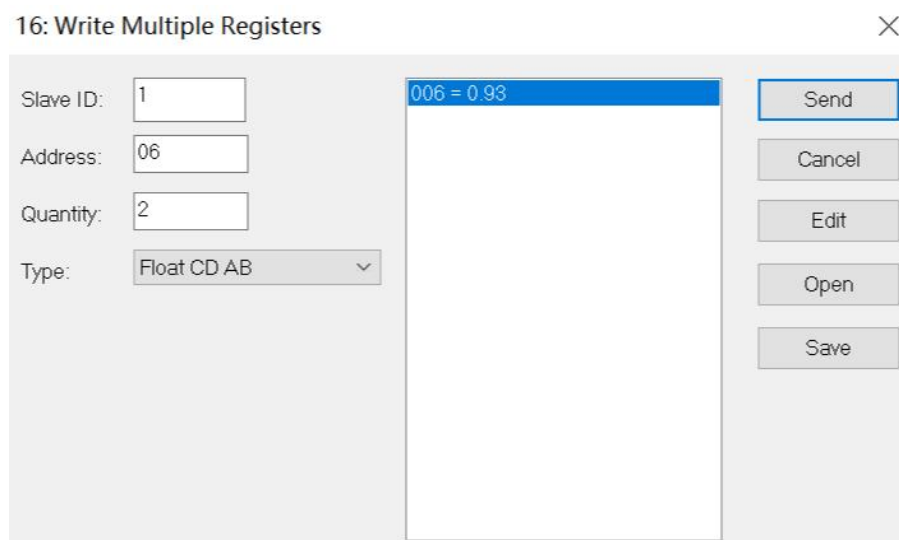 16: Write Multiple Registers
Slave ID: 1
Address: 06
Quantity: 2
Type: Float CD AB
006 = 0.93
Send
Cancel
Edit
Open
Save